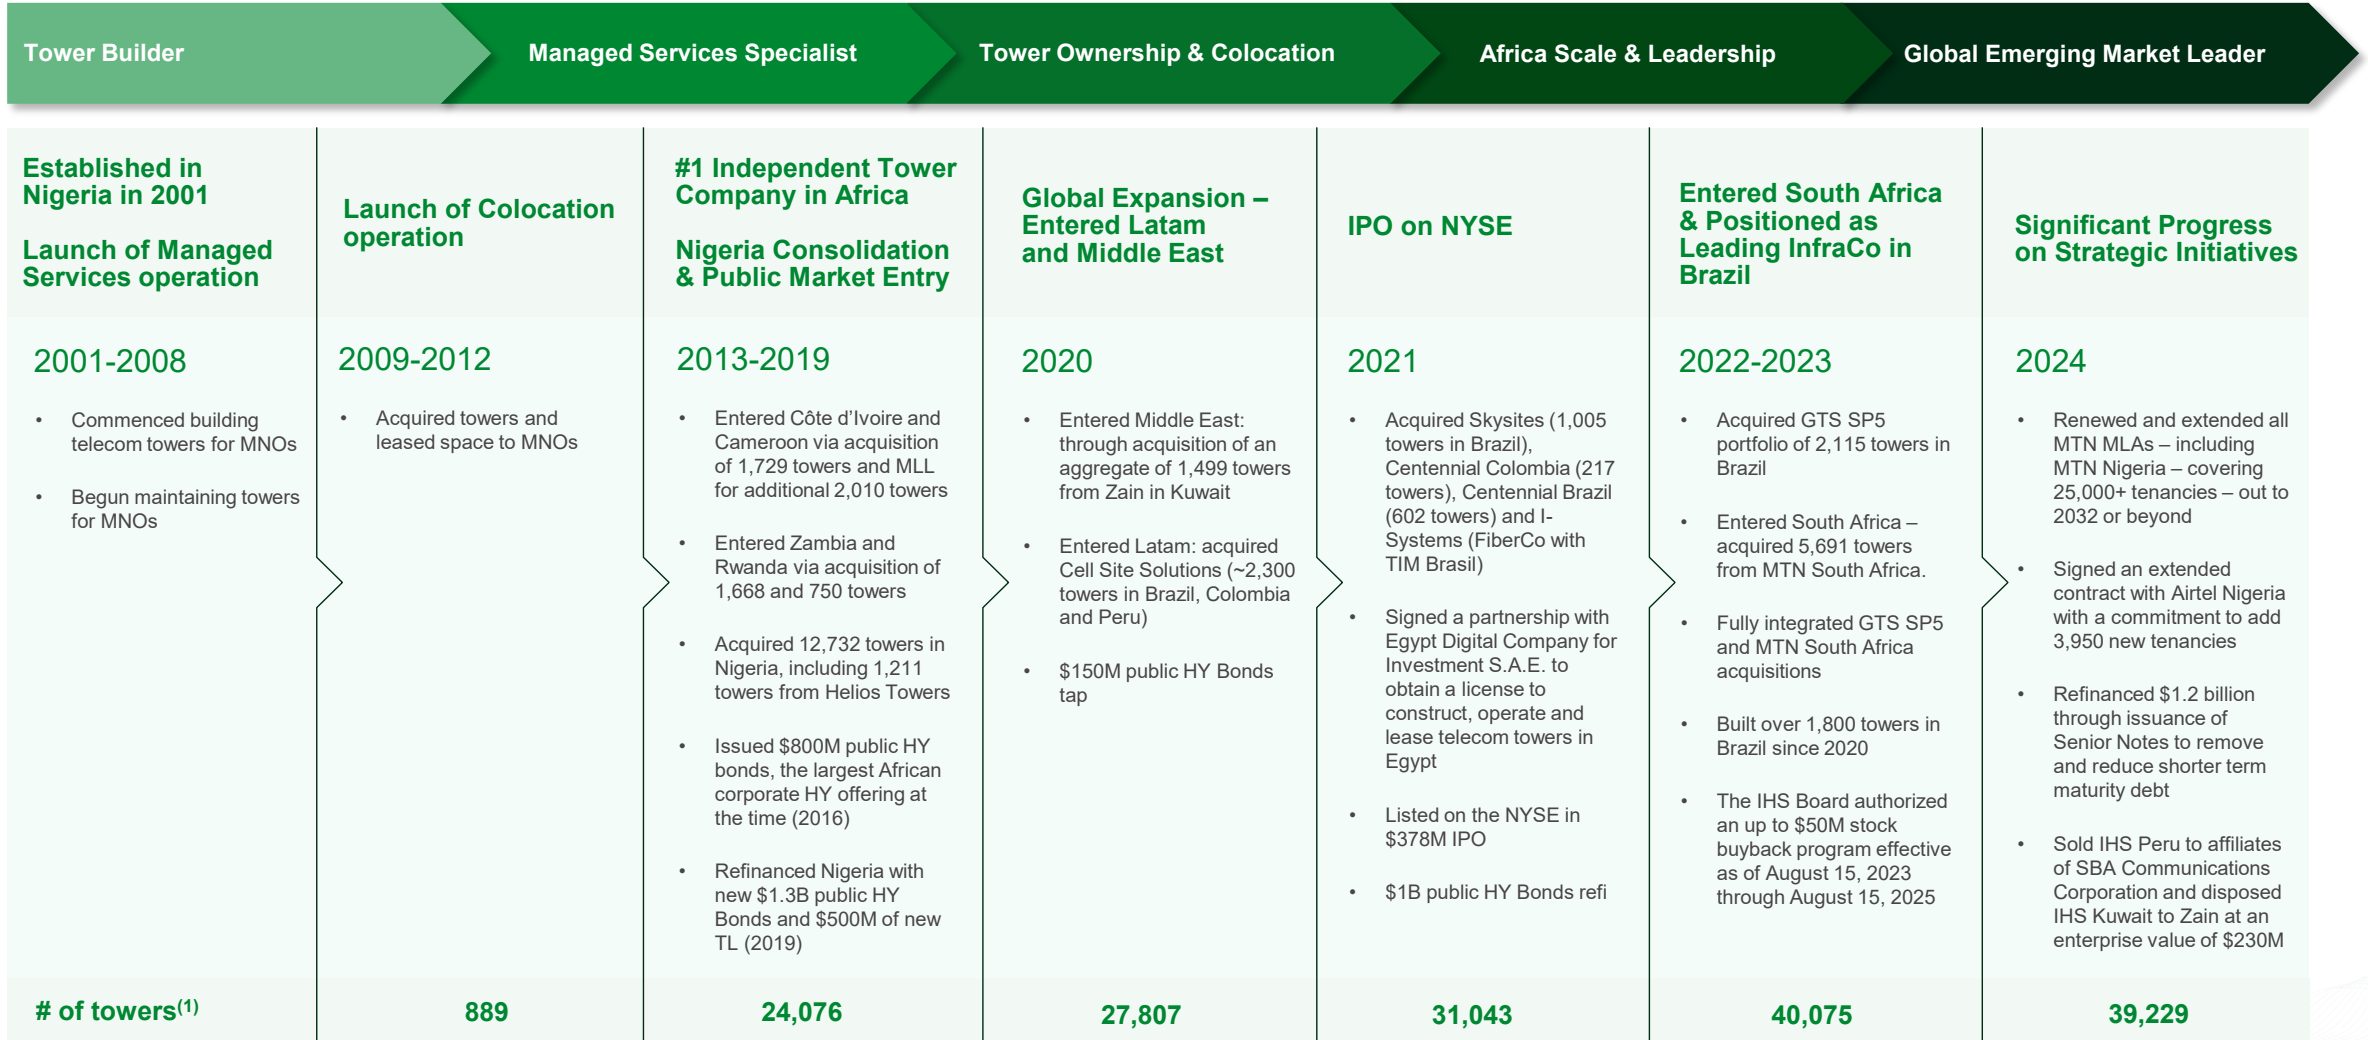 Tower Builder
Managed Services Specialist
Tower Ownership & Colocation
Africa Scale & Leadership
Global Emerging Market Leader
Established in
Nigeria in 2001
Launch of Managed
Services operation
2001-2008
• Commenced building
telecom towers for MNOs
• Begun maintaining towers
for MNOs
# of towers(1)
Launch of Colocation
operation
2009-2012
• Acquired towers and
leased space to MNOs
889
#1 Independent Tower
Company in Africa
Nigeria Consolidation
& Public Market Entry
2013-2019
• Entered Côte d’Ivoire and
Cameroon via acquisition
of 1,729 towers and MLL
for additional 2,010 towers
• Entered Zambia and
Rwanda via acquisition of
1,668 and 750 towers
• Acquired 12,732 towers in
Nigeria, including 1,211
towers from Helios Towers
• Issued $800M public HY
bonds, the largest African
corporate HY offering at
the time (2016)
• Refinanced Nigeria with
new $1.3B public HY
Bonds and $500M of new
TL (2019)
24,076
Global Expansion –
Entered Latam
and Middle East
2020
• Entered Middle East:
through acquisition of an
aggregate of 1,499 towers
from Zain in Kuwait
• Entered Latam: acquired
Cell Site Solutions (~2,300
towers in Brazil, Colombia
and Peru)
• $150M public HY Bonds
tap
27,807
IPO on NYSE
2021
• Acquired Skysites (1,005
towers in Brazil),
Centennial Colombia (217
towers), Centennial Brazil
(602 towers) and I-
Systems (FiberCo with
TIM Brasil)
• Signed a partnership with
Egypt Digital Company for
Investment S.A.E. to
obtain a license to
construct, operate and
lease telecom towers in
Egypt
• Listed on the NYSE in
$378M IPO
• $1B public HY Bonds refi
31,043
Entered South Africa
& Positioned as
Leading InfraCo in
Brazil
2022-2023
• Acquired GTS SP5
portfolio of 2,115 towers in
Brazil
• Entered South Africa –
acquired 5,691 towers
from MTN South Africa.
• Fully integrated GTS SP5
and MTN South Africa
acquisitions
• Built over 1,800 towers in
Brazil since 2020
• The IHS Board authorized
an up to $50M stock
buyback program effective
as of August 15, 2023
through August 15, 2025
40,075
Significant Progress
on Strategic Initiatives
2024
• Renewed and extended all
MTN MLAs – including
MTN Nigeria – covering
25,000+ tenancies – out to
2032 or beyond
• Signed an extended
contract with Airtel Nigeria
with a commitment to add
3,950 new tenancies
• Refinanced $1.2 billion
through issuance of
Senior Notes to remove
and reduce shorter term
maturity debt
• Sold IHS Peru to affiliates
of SBA Communications
Corporation and disposed
IHS Kuwait to Zain at an
enterprise value of $230M
39,229